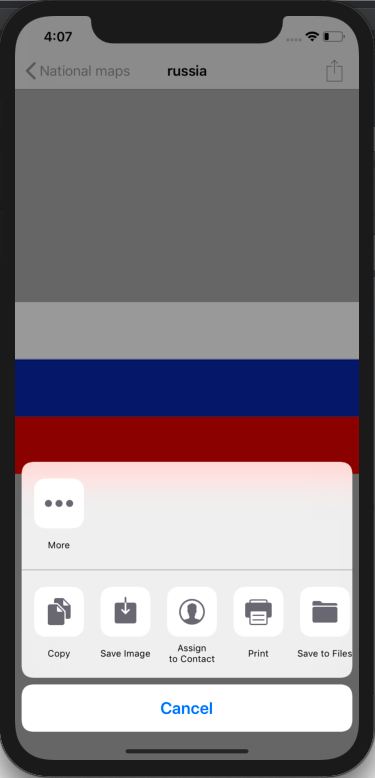 4:07
National maps
russia
More
Copy
Save Image
Assign
to Contact
Print
Save to Files
Cancel